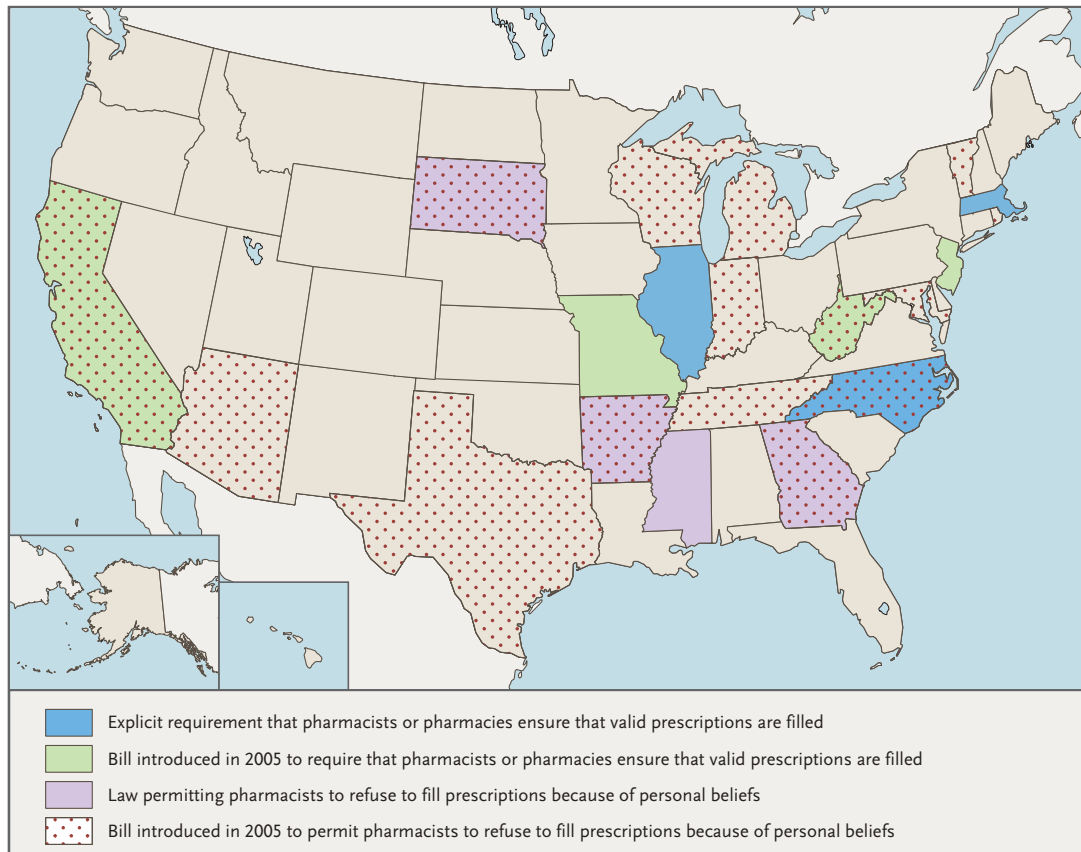 Explicit requirement that pharmacists or pharmacies ensure that valid prescriptions are filled
Bill introduced in 2005 to require that pharmacists or pharmacies ensure that valid prescriptions are filled
Law permitting pharmacists to refuse to fill prescriptions because of personal beliefs
Bill introduced in 2005 to permit pharmacists to refuse to fill prescriptions because of personal beliefs